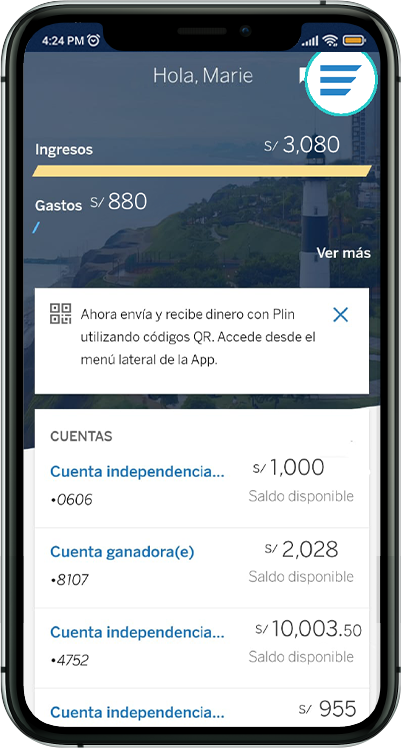 4:24 PM
Hola, Marie
Ingresos S/ 3,080
Gastos S/ 880
Ver más
Ahora envía y recibe dinero con Plin
utilizando códigos QR. Accede desde el
menú lateral de la App.
CUENTAS
Cuenta independencia... S/ 1,000
•0606 Saldo disponible
Cuenta ganadora(e) S/ 2,028
•8107 Saldo disponible
Cuenta independencia... S/ 10,003.50
•4752 Saldo disponible
Cuenta independencia... S/ 955